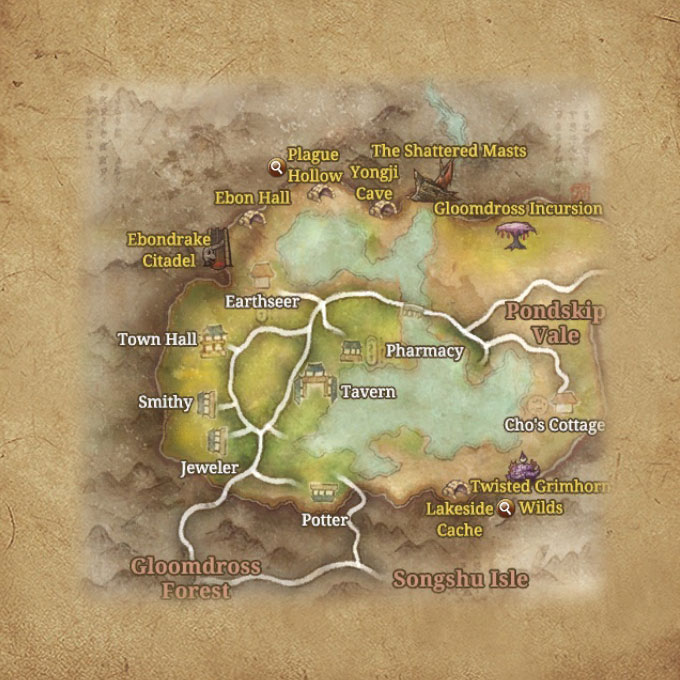 The Shattered Masts
Plague
Hollow
Yongji
Cave
Ebon Hall
Gloomdross Incursion
Ebondrake
Citadel
Earthseer
Pondskip
Vale
Town Hall
Pharmacy
Tavern
Smithy
Cho's Cottage
Jeweler
Twisted Grimhorn
Wilds
Lakeside
Cache
Potter
Gloomdross
Forest
Songshu Isle